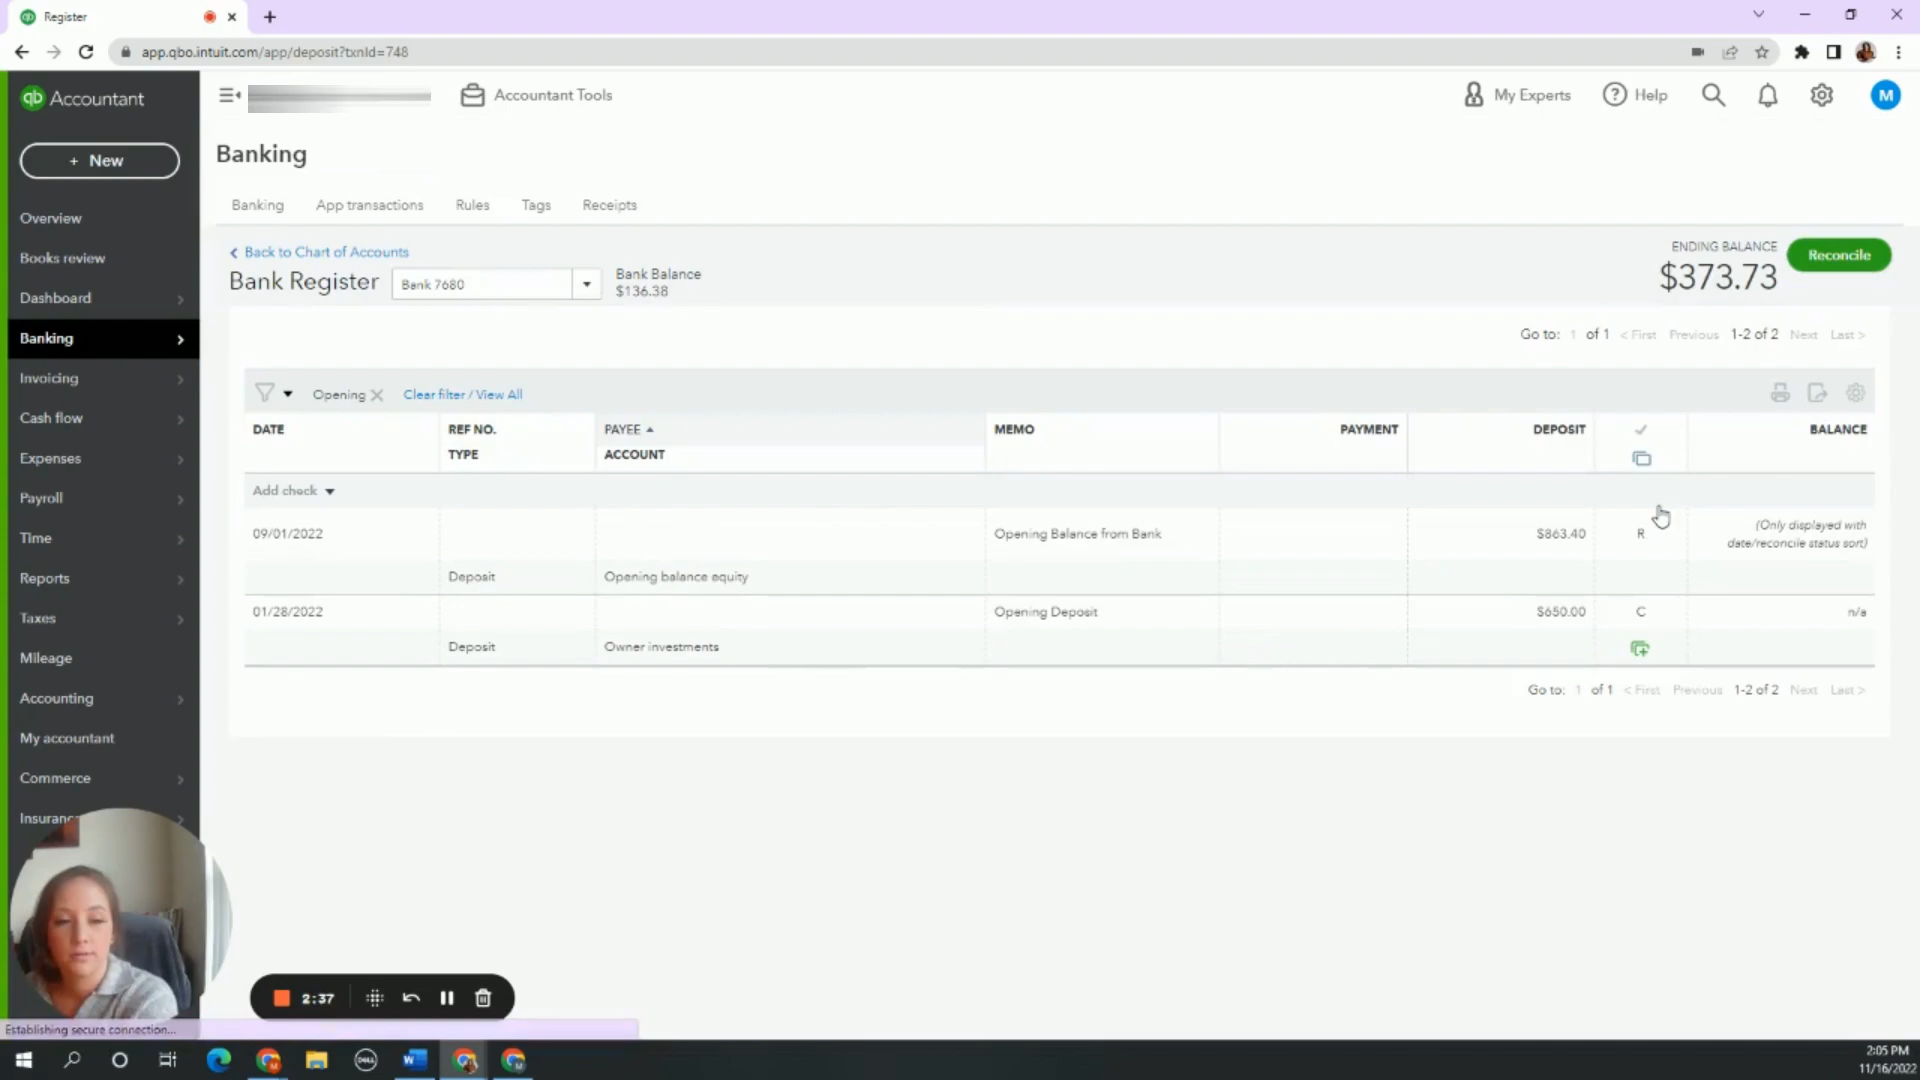 Register
app.qbo.intuit.com/app/deposit?txnId=748
qb Accountant
Accountant Tools
My Experts
Help
M
+ New
Overview
Books review
Dashboard
Banking
Invoicing
Cash flow
Expenses
Payroll
Time
Reports
Taxes
Mileage
Accounting
My accountant
Commerce
Banking
Banking App transactions Rules Tags Receipts
< Back to Chart of Accounts
Bank Register Bank 7680
Bank Balance
$136.38
ENDING BALANCE
$373.73
Reconcile
Go to: 1 of 1 < First Previous 1-2 of 2 Next Last >
Opening Clear filter / View All
DATE REF NO. PAYEE MEMO PAYMENT DEPOSIT BALANCE
TYPE ACCOUNT
Add check
09/01/2022 Opening Balance from Bank $863.40 R (Only displayed with
date/reconcile status sort)
Deposit Opening balance equity
01/28/2022 Opening Deposit $650.00 C n/a
Deposit Owner investments
Go to: 1 of 1 < First Previous 1-2 of 2 Next Last >
2:37
Establishing secure connection...
DELL
W
2:05 PM
11/16/2022